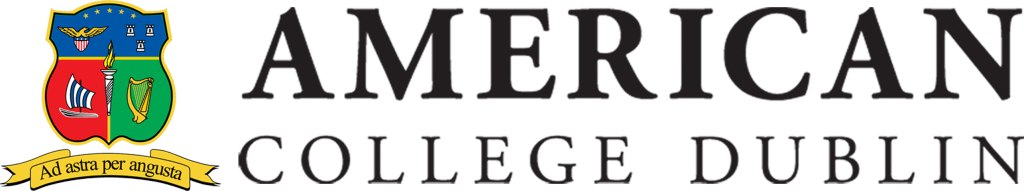 AMERICAN
COLLEGE DUBLIN
Ad astra per angusta